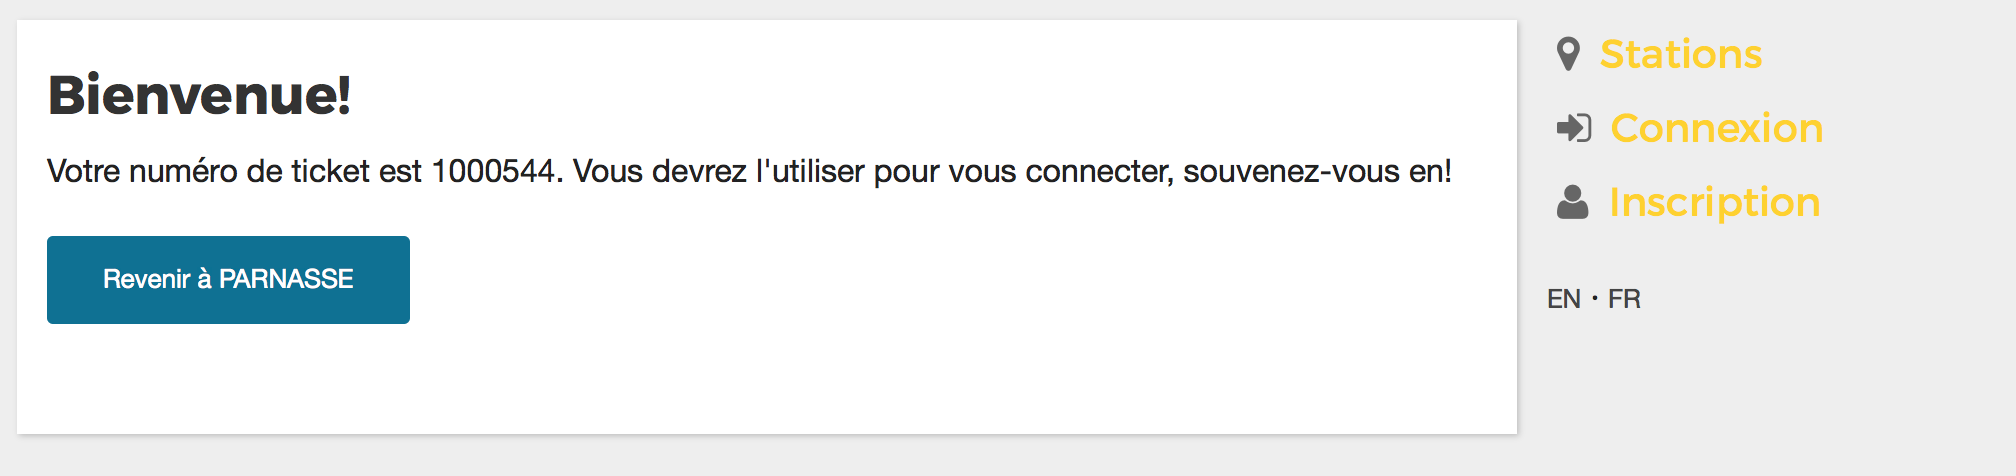 Bienvenue!
Votre numéro de ticket est 1000544. Vous devrez l'utiliser pour vous connecter, souvenez-vous en!
Revenir à PARNASSE
Stations
Connexion
Inscription
EN · FR